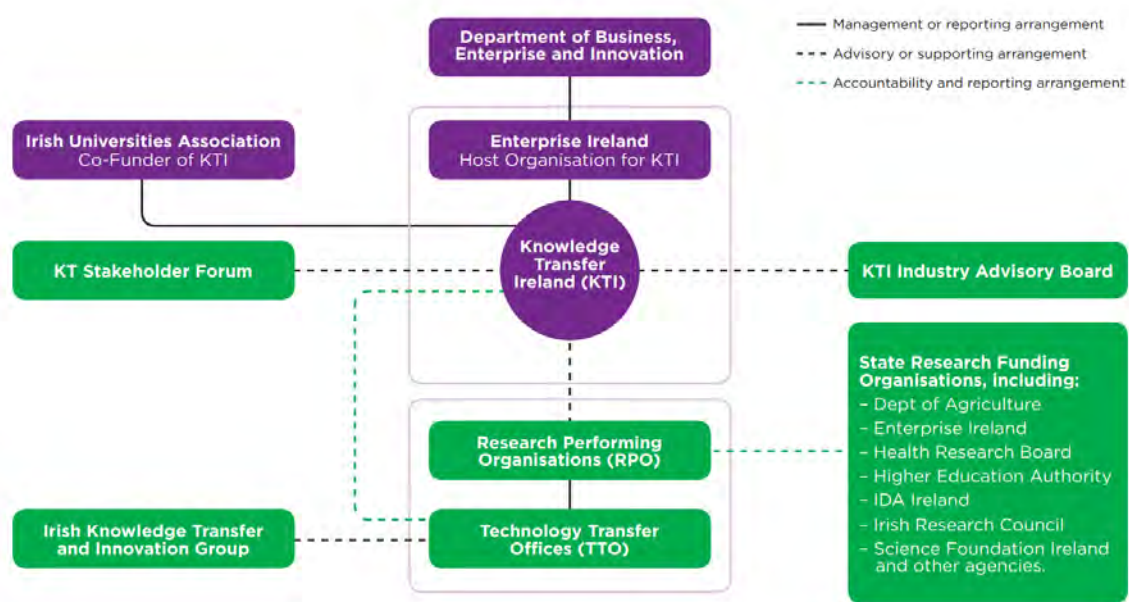 Department of Business,
Enterprise and Innovation
Management or reporting arrangement
Advisory or supporting arrangement
Accountability and reporting arrangement
Irish Universities Association
Co-Funder of KTI
Enterprise Ireland
Host Organisation for KTI
Knowledge
Transfer
Ireland (KTI)
KT Stakeholder Forum
KTI Industry Advisory Board
State Research Funding
Organisations, including:
– Dept of Agriculture
– Enterprise Ireland
– Health Research Board
– Higher Education Authority
– IDA Ireland
– Irish Research Council
– Science Foundation Ireland
and other agencies.
Research Performing
Organisations (RPO)
Irish Knowledge Transfer
and Innovation Group
Technology Transfer
Offices (TTO)